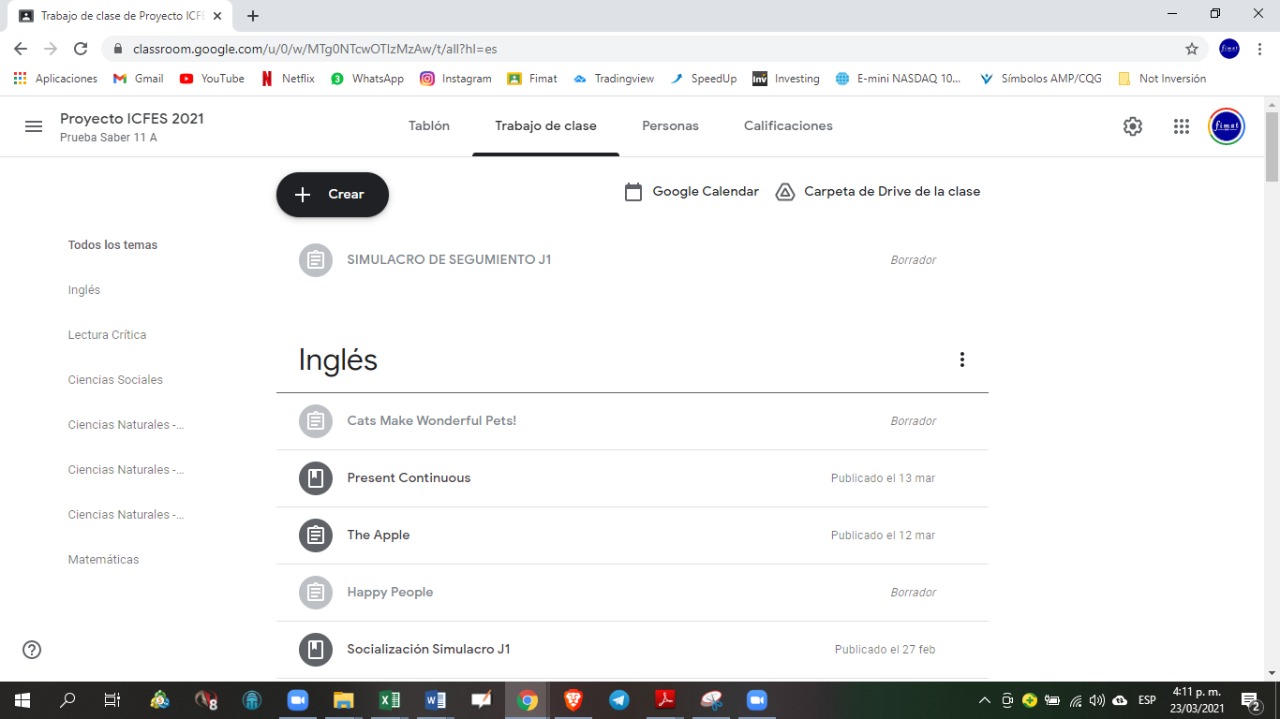 Trabajo de clase de Proyecto ICFE
classroom.google.com/u/0/w/MTg0NTcwOTIzMzAw/t/all?hl=es
Aplicaciones Gmail YouTube Netflix WhatsApp Instagram Fimat Tradingview SpeedUp Investing E-mini NASDAQ 10... Símbolos AMP/CQG Not Inversión
Proyecto ICFES 2021
Prueba Saber 11 A
Tablón Trabajo de clase Personas Calificaciones
fimat
Crear
Google Calendar
Carpeta de Drive de la clase
Todos los temas
Inglés
Lectura Crítica
Ciencias Sociales
Ciencias Naturales -...
Ciencias Naturales -...
Ciencias Naturales -...
Matemáticas
SIMULACRO DE SEGUMIENTO J1 Borrador
Inglés
Cats Make Wonderful Pets! Borrador
Present Continuous Publicado el 13 mar
The Apple Publicado el 12 mar
Happy People Borrador
Socialización Simulacro J1 Publicado el 27 feb
ESP
4:11 p. m.
23/03/2021
2